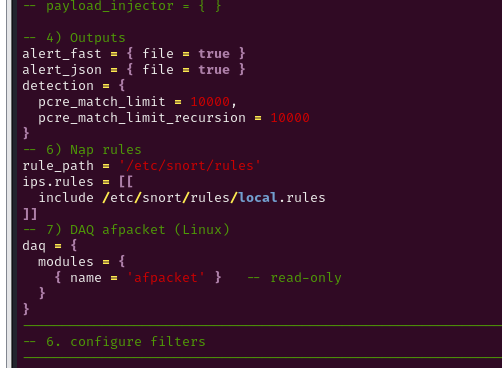 -- payload_injector = { }
-- 4) Outputs
alert_fast = { file = true }
alert_json = { file = true }
detection = {
  pcre_match_limit = 10000,
  pcre_match_limit_recursion = 10000
}
-- 6) Nạp rules
rule_path = '/etc/snort/rules'
ips.rules = [[
  include /etc/snort/rules/local.rules
]]
-- 7) DAQ afpacket (Linux)
daq = {
  modules = {
    { name = 'afpacket' }   -- read-only
  }
}
---------------------------------------------------------------------------
-- 6. configure filters
---------------------------------------------------------------------------